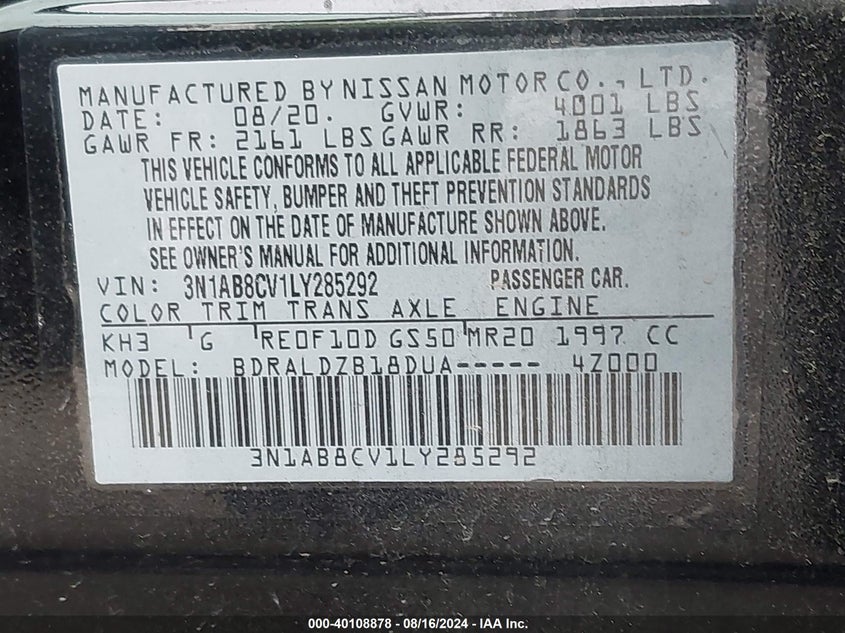 MANUFACTURED BY NISSAN MOTOR CO., LTD.
DATE: 08/20. GVWR: 4001 LBS
GAWR FR: 2161 LBS GAWR RR: 1863 LBS
THIS VEHICLE CONFORMS TO ALL APPLICABLE FEDERAL MOTOR
VEHICLE SAFETY, BUMPER AND THEFT PREVENTION STANDARDS
IN EFFECT ON THE DATE OF MANUFACTURE SHOWN ABOVE.
SEE OWNER'S MANUAL FOR ADDITIONAL INFORMATION.
VIN: 3N1AB8CV1LY285292 PASSENGER CAR.
COLOR TRIM TRANS AXLE ENGINE
KH3 G RE0F10D GS50 MR20 1997 CC
MODEL: BDRALDZB18DUA----- 4Z000
3N1AB8CV1LY285292
000-40108878 - 08/16/2024 - IAA Inc.